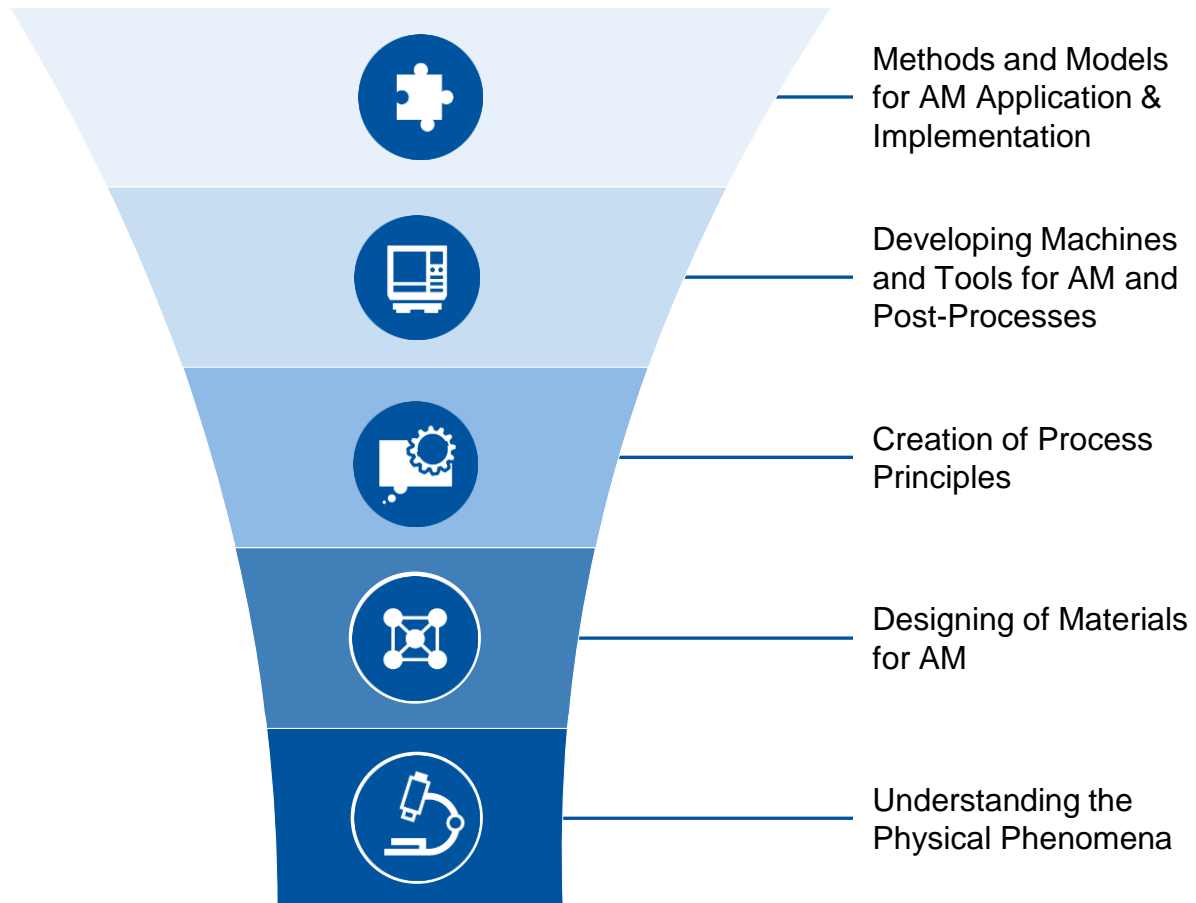 Methods and Models
for AM Application &
Implementation
Developing Machines
and Tools for AM and
Post-Processes
Creation of Process
Principles
Designing of Materials
for AM
Understanding the
Physical Phenomena